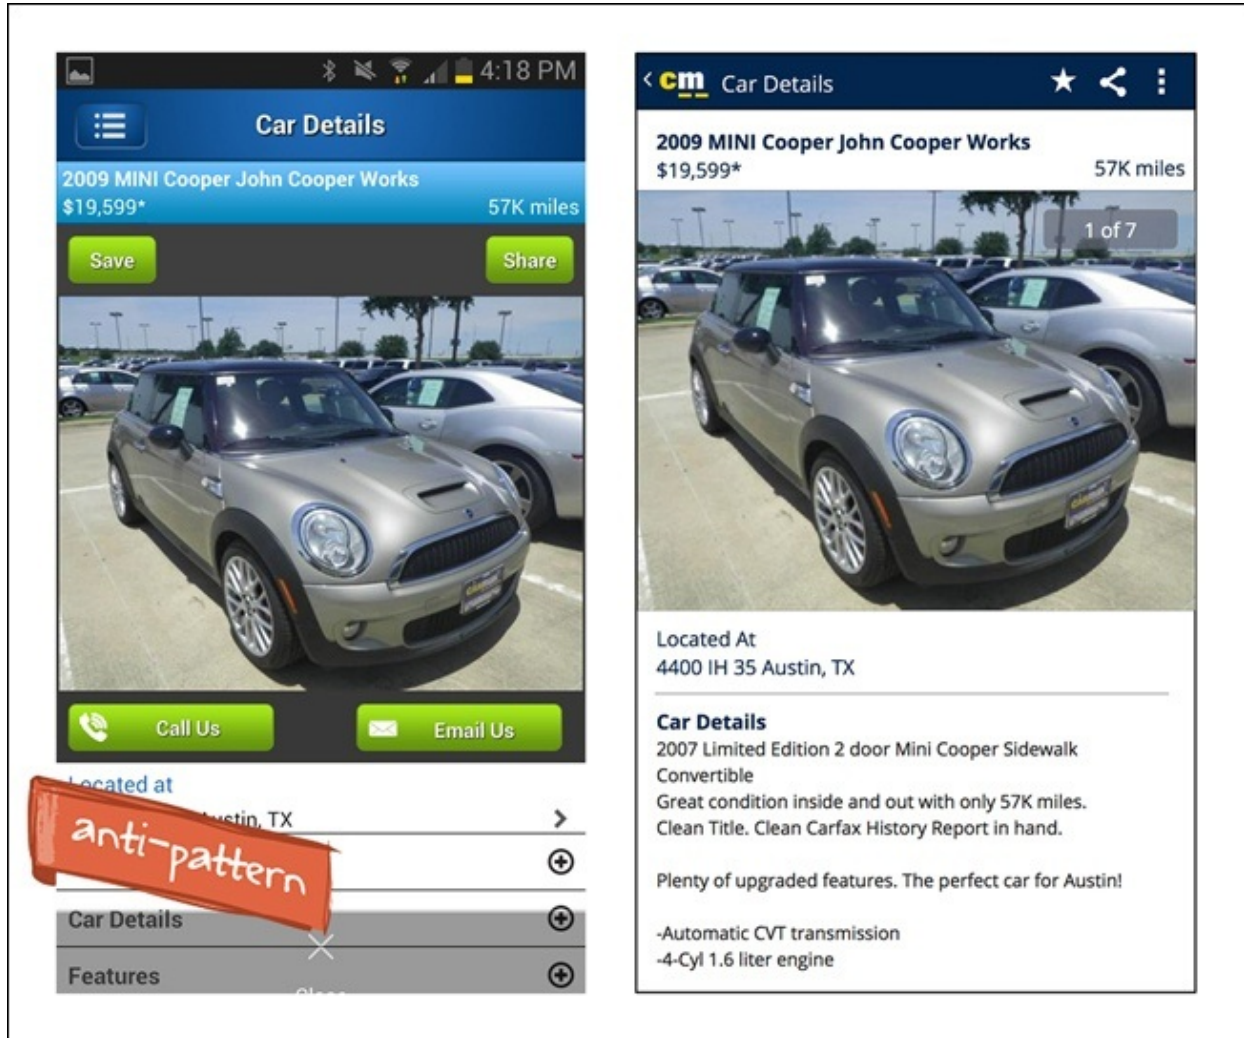 4:18 PM
Car Details
2009 MINI Cooper John Cooper Works
$19,599*
57K miles
Save
Share
Call Us
Email Us
Located at
Austin, TX
anti-pattern
Car Details
Features
Close
cm
Car Details
2009 MINI Cooper John Cooper Works
$19,599*
57K miles
1 of 7
Located At
4400 IH 35 Austin, TX
Car Details
2007 Limited Edition 2 door Mini Cooper Sidewalk
Convertible
Great condition inside and out with only 57K miles.
Clean Title. Clean Carfax History Report in hand.
Plenty of upgraded features. The perfect car for Austin!
-Automatic CVT transmission
-4-Cyl 1.6 liter engine